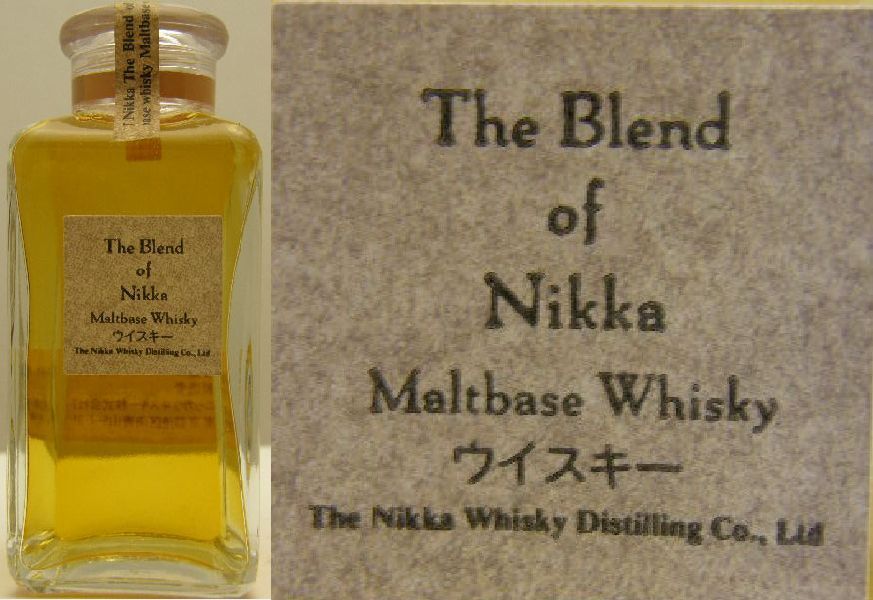 Nikka The Blend of
whisky Maltbase
The Blend
of
Nikka
Maltbase Whisky
ウイスキー
The Nikka Whisky Distilling Co., Ltd
The Blend
of
Nikka
Maltbase Whisky
ウイスキー
The Nikka Whisky Distilling Co., Ltd